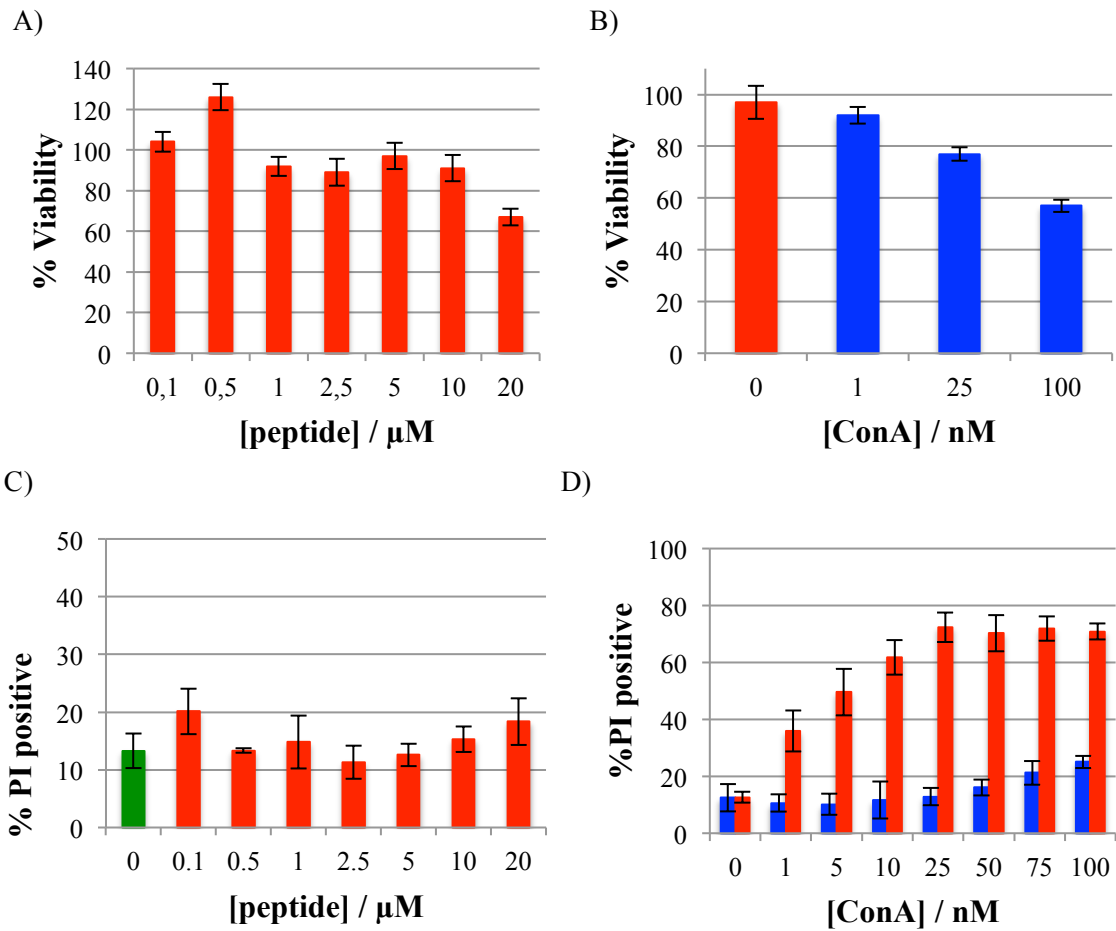 A)
% Viability
140
120
100
80
60
40
20
0
0,1 0,5 1 2,5 5 10 20
[peptide] / µM
B)
% Viability
100
80
60
40
20
0
0 1 25 100
[ConA] / nM
C)
% PI positive
50
40
30
20
10
0
0 0.1 0.5 1 2.5 5 10 20
[peptide] / µM
D)
%PI positive
100
80
60
40
20
0
0 1 5 10 25 50 75 100
[ConA] / nM